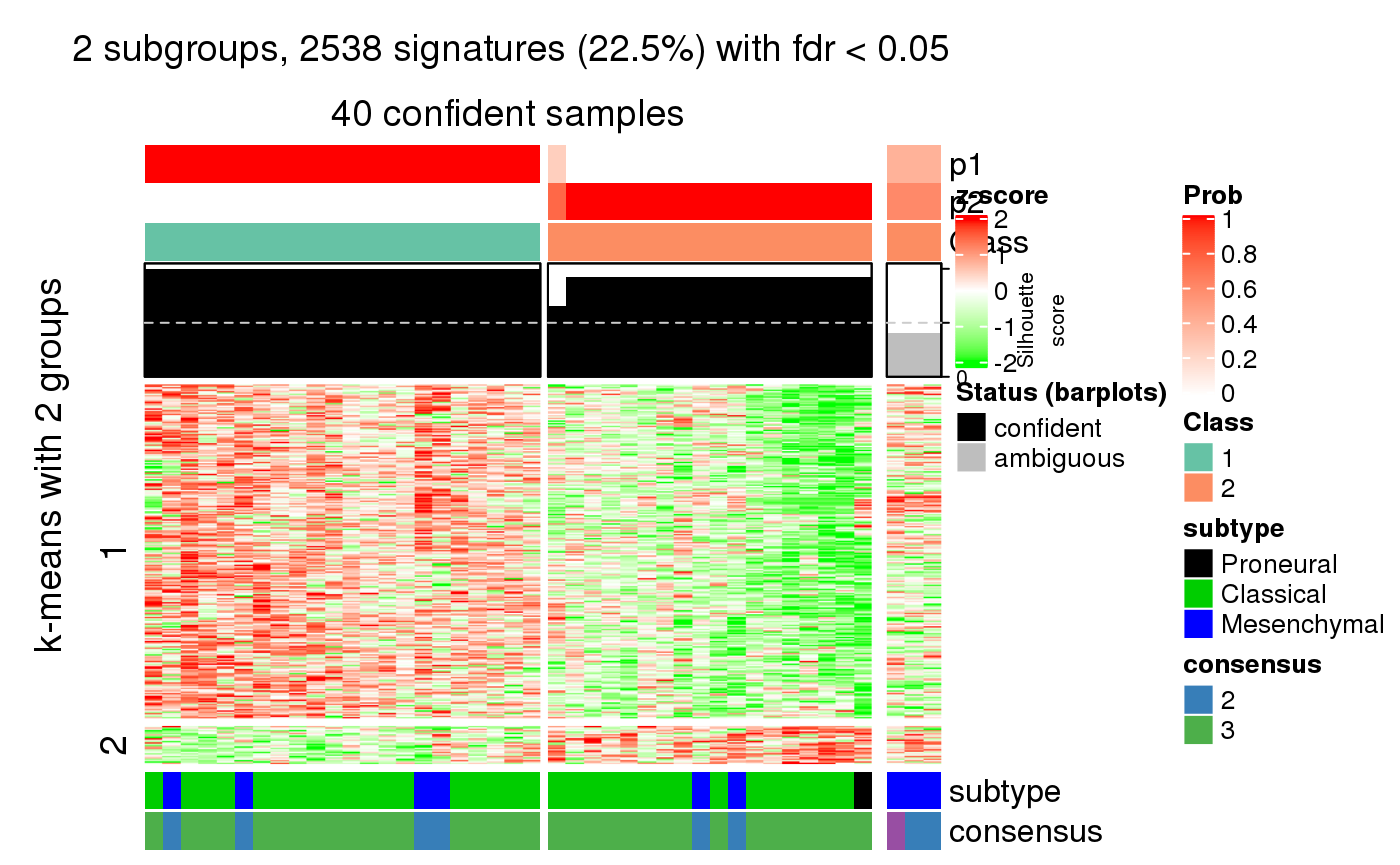 2 subgroups, 2538 signatures (22.5%) with fdr < 0.05
40 confident samples
k-means with 2 groups
1
2
p1
p2
Class
0
Silhouette
score
subtype
consensus
z-score
2
1
0
-1
-2
Status (barplots)
confident
ambiguous
Prob
1
0.8
0.6
0.4
0.2
0
Class
1
2
subtype
Proneural
Classical
Mesenchymal
consensus
2
3